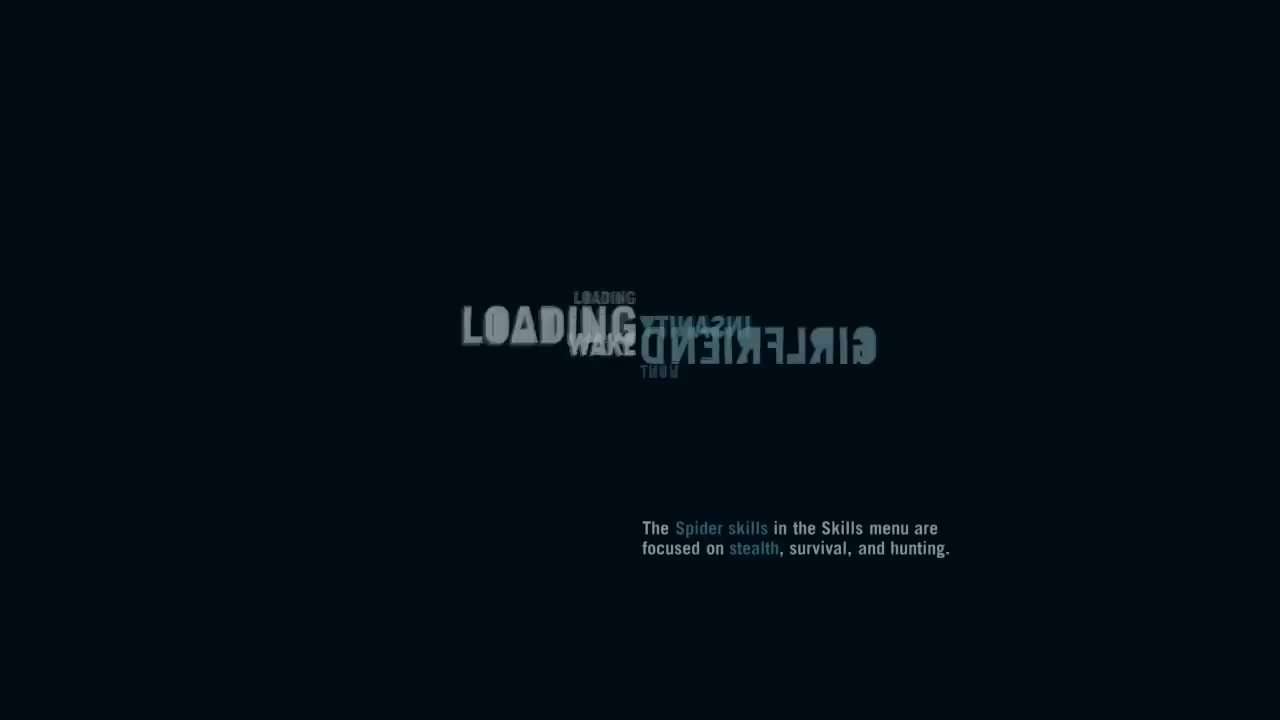 LOADING
LOADING
INSANITY
WAKE
GIRLFRIEND
HUNT
The Spider skills in the Skills menu are
focused on stealth, survival, and hunting.